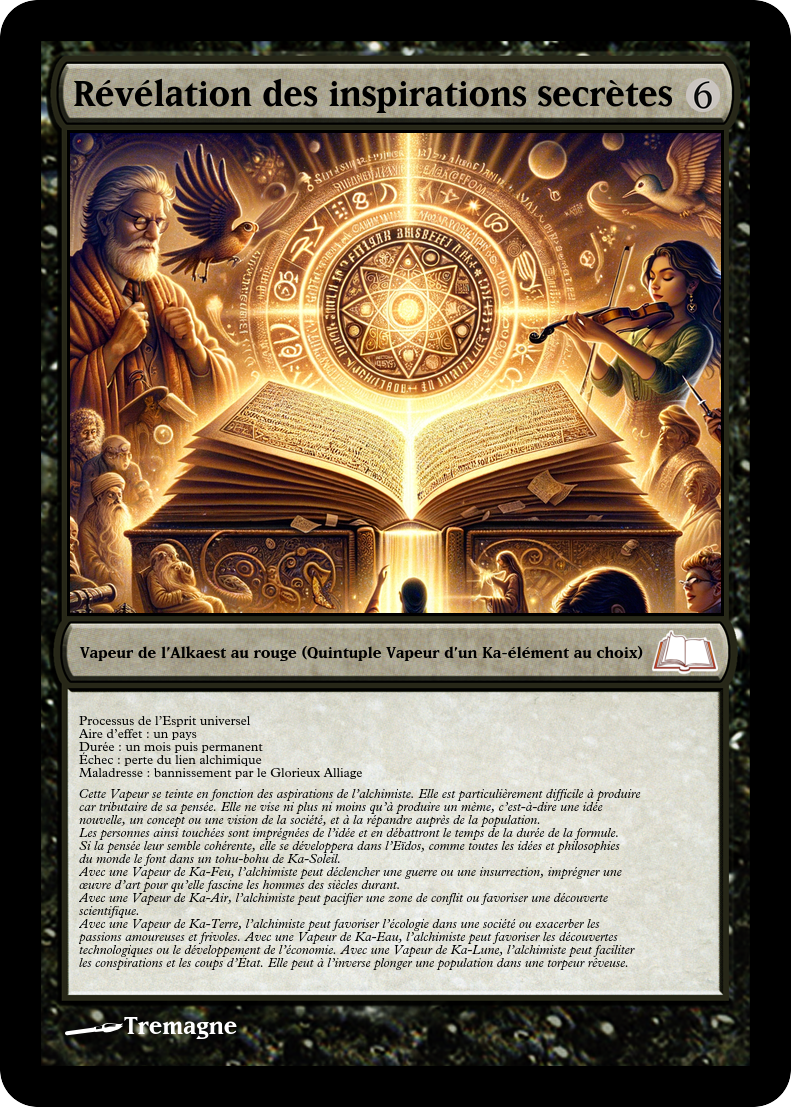 Révélation des inspirations secrètes 6
Vapeur de l'Alkaest au rouge (Quintuple Vapeur d'un Ka-élément au choix)
Processus de l'Esprit universel
Aire d'effet : un pays
Durée : un mois puis permanent
Échec : perte du lien alchimique
Maladresse : bannissement par le Glorieux Alliage
Cette Vapeur se teinte en fonction des aspirations de l'alchimiste. Elle est particulièrement difficile à produire
car tributaire de sa pensée. Elle ne vise ni plus ni moins qu'à produire un mème, c'est-à-dire une idée
nouvelle, un concept ou une vision de la société, et à la répandre auprès de la population.
Les personnes ainsi touchées sont imprégnées de l'idée et en débattront le temps de la durée de la formule.
Si la pensée leur semble cohérente, elle se développera dans l'Eïdos, comme toutes les idées et philosophies
du monde le font dans un tohu-bohu de Ka-Soleil.
Avec une Vapeur de Ka-Feu, l'alchimiste peut déclencher une guerre ou une insurrection, imprégner une
œuvre d'art pour qu'elle fascine les hommes des siècles durant.
Avec une Vapeur de Ka-Air, l'alchimiste peut pacifier une zone de conflit ou favoriser une découverte
scientifique.
Avec une Vapeur de Ka-Terre, l'alchimiste peut favoriser l'écologie dans une société ou exacerber les
passions amoureuses et frivoles. Avec une Vapeur de Ka-Eau, l'alchimiste peut favoriser les découvertes
technologiques ou le développement de l'économie. Avec une Vapeur de Ka-Lune, l'alchimiste peut faciliter
les conspirations et les coups d'État. Elle peut à l'inverse plonger une population dans une torpeur rêveuse.
Tremagne